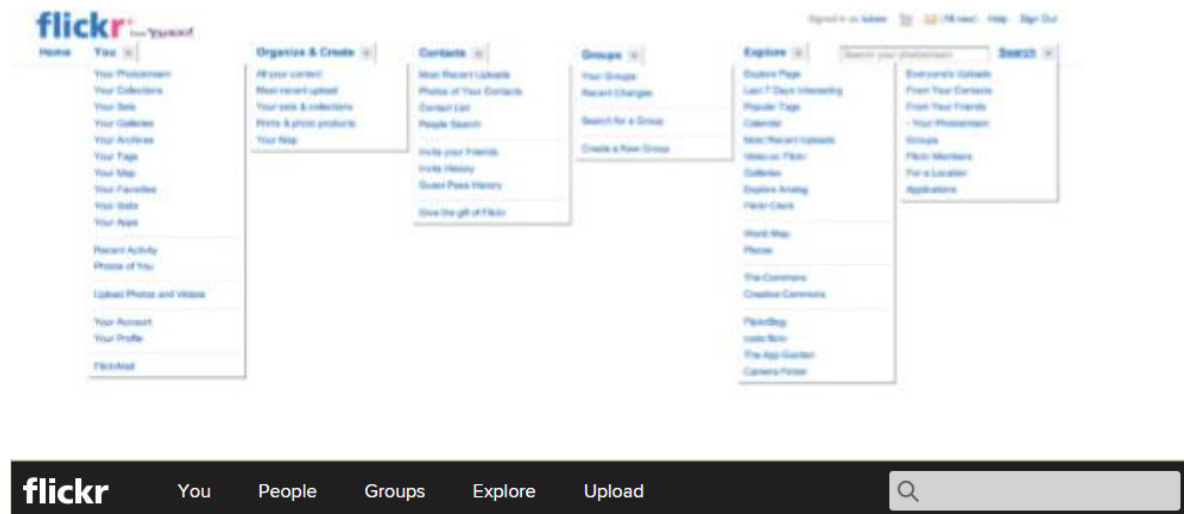 flickr from YAHOO!
Signed in as Help Sign Out
Home You Organize & Create Contacts Groups Explore Search your photostream Search
Your Photostream
Your Collections
Your Sets
Your Galleries
Your Archives
Your Tags
Your Map
Your Favorites
Your Stats
Your Apps
Recent Activity
Photos of You
Upload Photos and Videos
Your Account
Your Profile
FlickrMail
All your content
Most recent upload
Your sets & collections
Prints & photo products
Your Map
Most Recent Uploads
Photos of Your Contacts
Contact List
People Search
Invite your Friends
Invite History
Guest Pass History
Give the gift of Flickr
Your Groups
Recent Changes
Search for a Group
Create a New Group
Explore Page
Last 7 Days Interesting
Popular Tags
Calendar
Most Recent Uploads
Video on Flickr
Galleries
Explore Analog
Flickr Clock
World Map
Places
The Commons
Creative Commons
FlickrBlog
code.flickr
The App Garden
Camera Finder
Everyone's Uploads
From Your Contacts
From Your Friends
- Your Photostream
Groups
Flickr Members
For a Location
Applications
flickr You People Groups Explore Upload